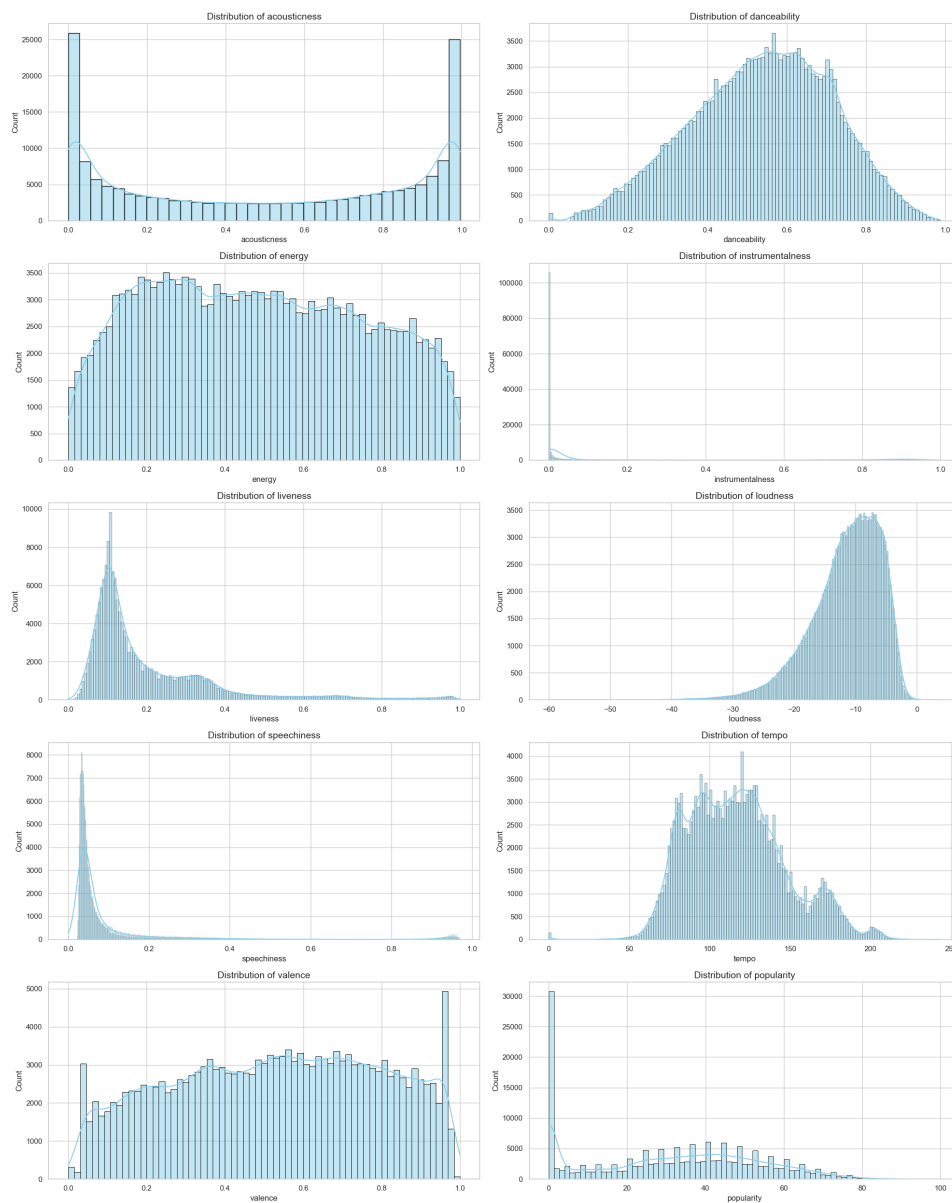 Distribution of acousticness
25000
20000
15000
10000
5000
0
Count
0.0 0.2 0.4 0.6 0.8 1.0
acousticness
Distribution of danceability
3500
3000
2500
2000
1500
1000
500
0
Count
0.0 0.2 0.4 0.6 0.8 1.0
danceability
Distribution of energy
3500
3000
2500
2000
1500
1000
500
0
Count
0.0 0.2 0.4 0.6 0.8 1.0
energy
Distribution of instrumentalness
100000
80000
60000
40000
20000
0
Count
0.0 0.2 0.4 0.6 0.8 1.0
instrumentalness
Distribution of liveness
10000
8000
6000
4000
2000
0
Count
0.0 0.2 0.4 0.6 0.8 1.0
liveness
Distribution of loudness
3500
3000
2500
2000
1500
1000
500
0
Count
−60 −50 −40 −30 −20 −10 0
loudness
Distribution of speechiness
8000
7000
6000
5000
4000
3000
2000
1000
0
Count
0.0 0.2 0.4 0.6 0.8 1.0
speechiness
Distribution of tempo
4000
3500
3000
2500
2000
1500
1000
500
0
Count
0 50 100 150 200
tempo
Distribution of valence
5000
4000
3000
2000
1000
0
Count
0.0 0.2 0.4 0.6 0.8 1.0
valence
Distribution of popularity
30000
25000
20000
15000
10000
5000
0
Count
0 20 40 60 80 100
popularity